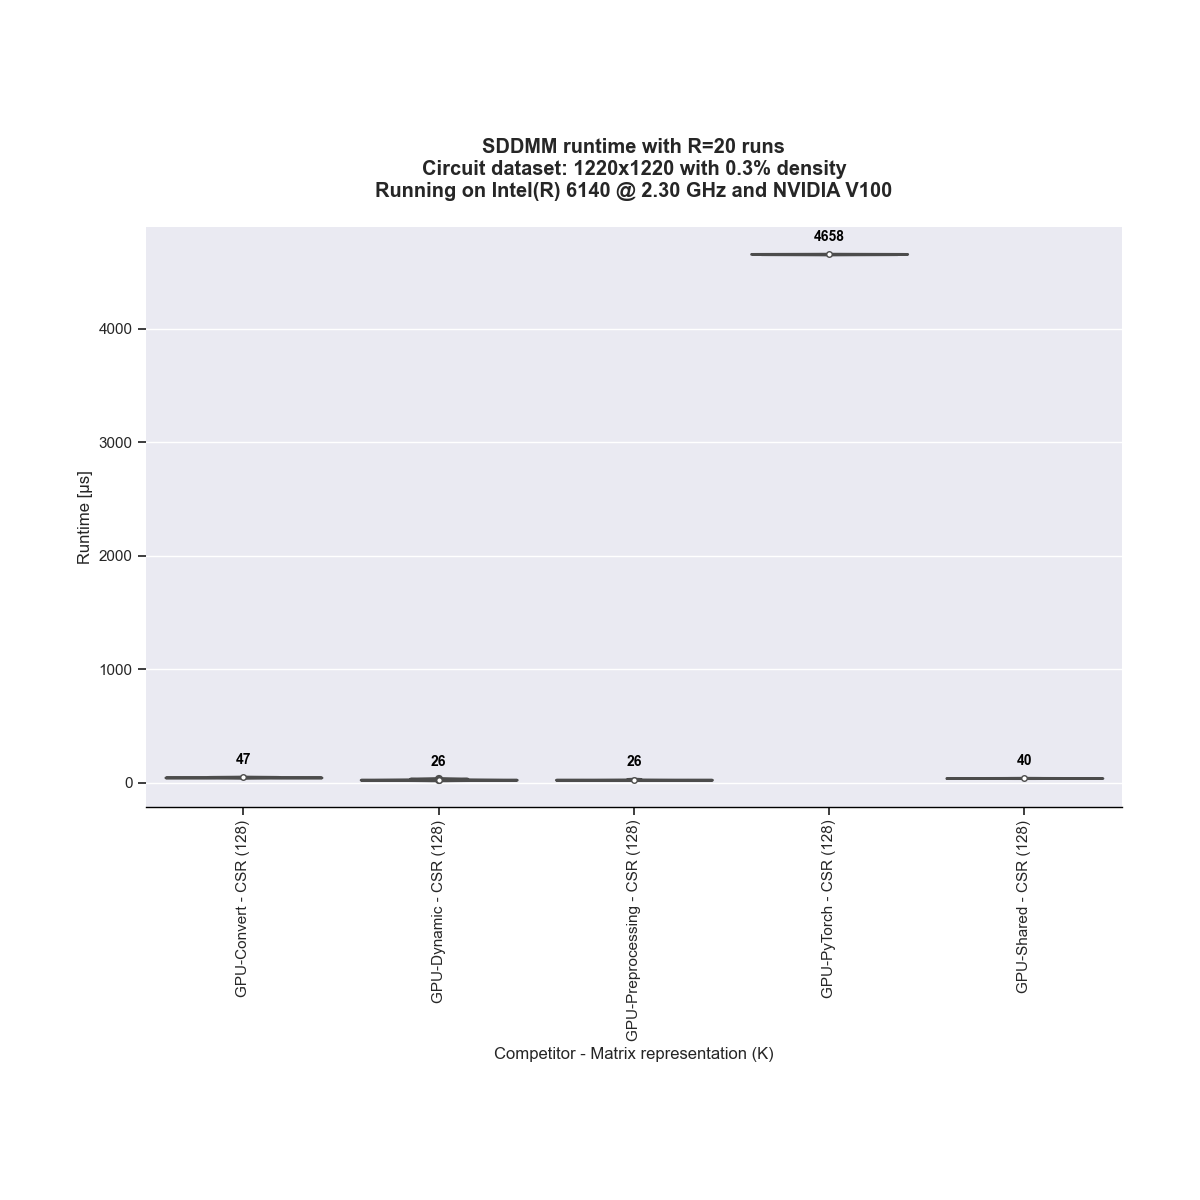 SDDMM runtime with R=20 runs
Circuit dataset: 1220x1220 with 0.3% density
Running on Intel(R) 6140 @ 2.30 GHz and NVIDIA V100
Runtime [µs]
4000
3000
2000
1000
0
47
26
26
4658
40
GPU-Convert - CSR (128)
GPU-Dynamic - CSR (128)
GPU-Preprocessing - CSR (128)
GPU-PyTorch - CSR (128)
GPU-Shared - CSR (128)
Competitor - Matrix representation (K)